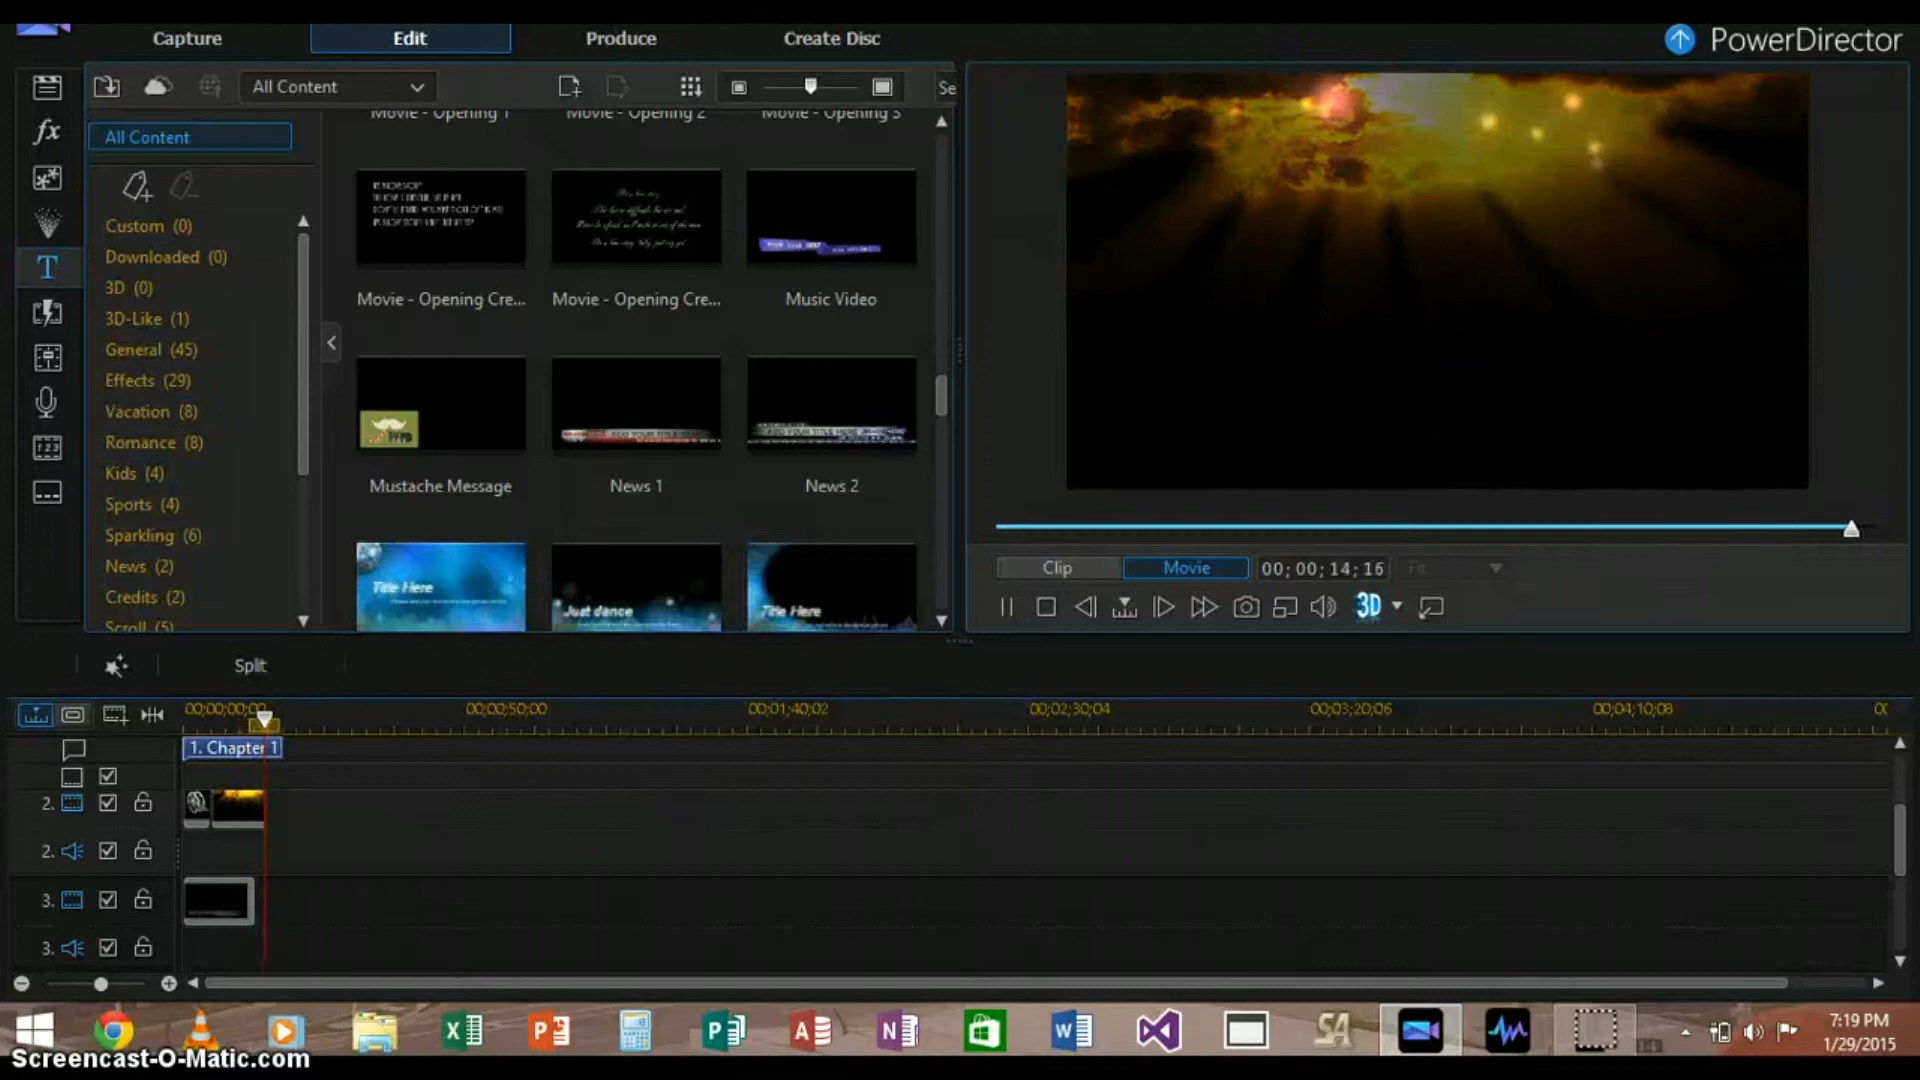 Capture
Edit
Produce
Create Disc
PowerDirector
All Content
Se
All Content
Movie - Opening 1
Movie - Opening 2
Movie - Opening 3
Custom (0)
Downloaded (0)
3D (0)
3D-Like (1)
General (45)
Effects (29)
Vacation (8)
Romance (8)
Kids (4)
Sports (4)
Sparkling (6)
News (2)
Credits (2)
Scroll (5)
Movie - Opening Cre...
Movie - Opening Cre...
Music Video
ADD YOUR TITLE HERE
Mustache Message
News 1
News 2
Title Here
Just dance
Title Here
Clip
Movie
00; 00; 14; 16
Fit
3D
Split
00;00;00;00
00;00;50;00
00;01;40;02
00;02;30;04
00;03;20;06
00;04;10;08
1. Chapter 1
2.
2.
3.
3.
7:19 PM
1/29/2015
Screencast-O-Matic.com